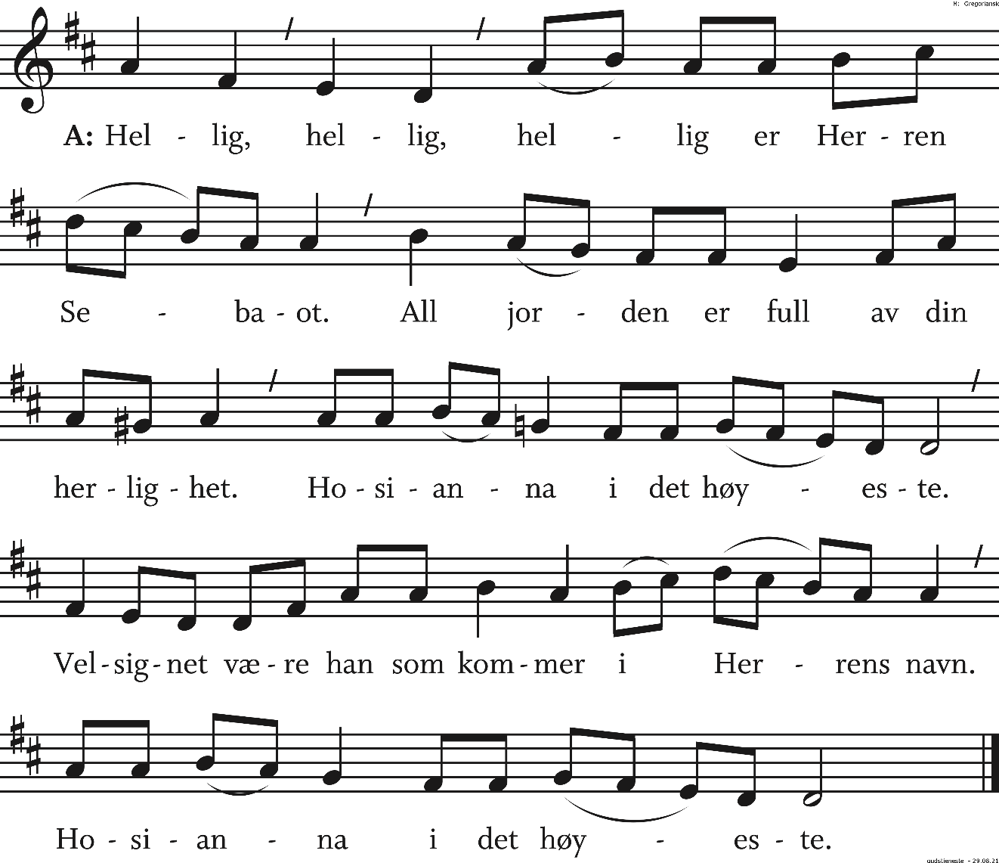 M: Gregoriansk
A: Hel - lig, hel - lig, hel - lig er Her - ren
Se - ba - ot. All jor - den er full av din
her - lig - het. Ho - si - an - na i det høy - es - te.
Vel - sig - net væ - re han som kom - mer i Her - rens navn.
Ho - si - an - na i det høy - es - te.
gudstjeneste - 29.08.21